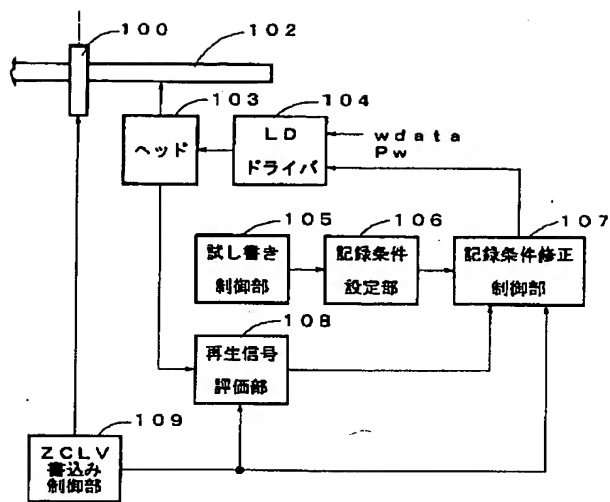 100
102
103
104
ヘッド
LD
ドライバ
wdata
Pw
105
106
107
試し書き
制御部
記録条件
設定部
記録条件修正
制御部
108
再生信号
評価部
109
ZCLV
書込み
制御部